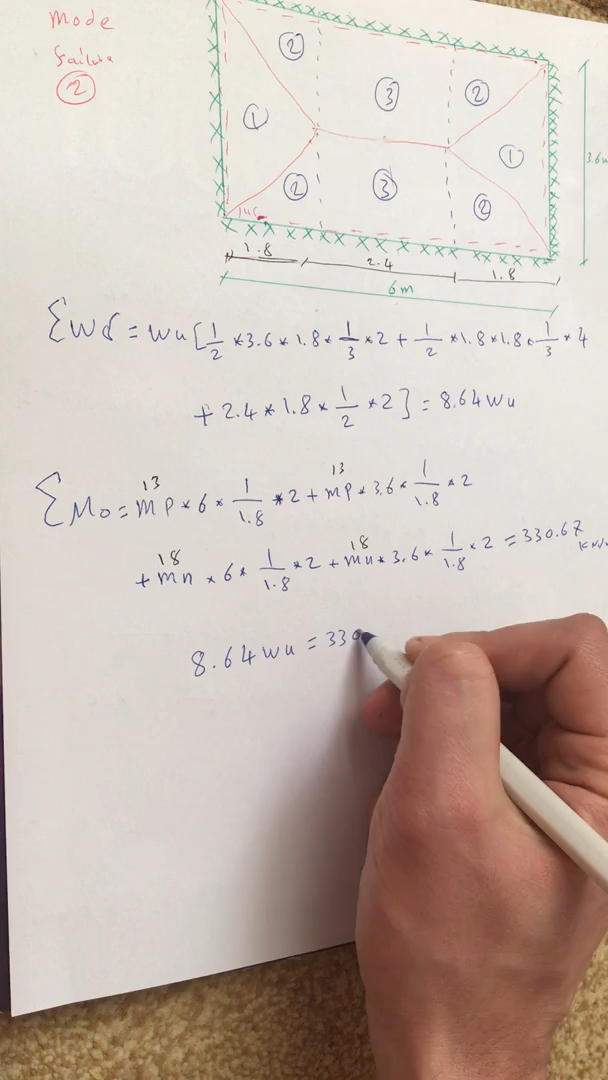 Mode
failure
2
2
2
3
1
1
2
3
2
45
3.6m
1.8
2.4
1.8
6m
Σwδ = wu[1/2 *3.6 * 1.8 * 1/3 *2 + 1/2 *1.8 *1.8 * 1/3 * 4
+ 2.4 * 1.8 * 1/2 *2] = 8.64 wu
13
13
ΣMo = mp * 6 * 1/1.8 *2 + mp * 3.6 * 1/1.8 *2
18
18
+ mn * 6 * 1/1.8 *2 + mn * 3.6 * 1/1.8 *2 = 330.67
8.64 wu = 330